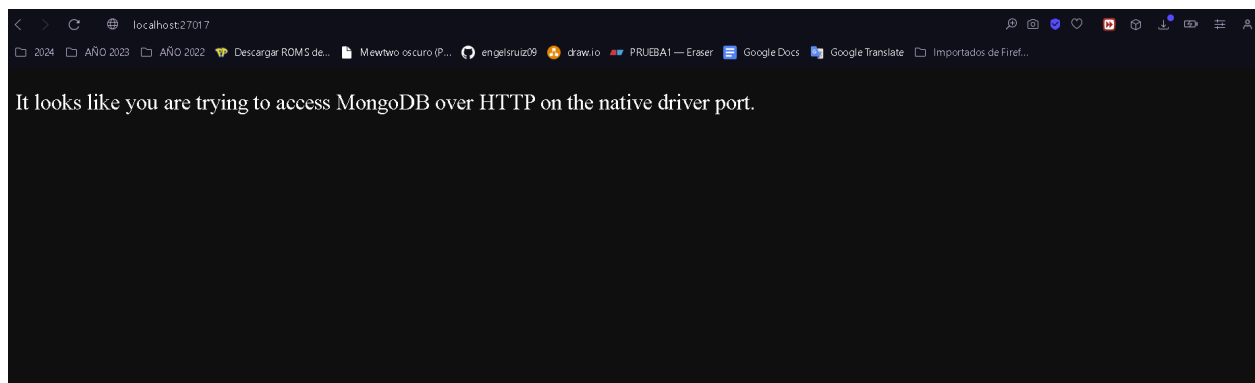 localhost:27017
2024 AÑO 2023 AÑO 2022 Descargar ROMS de... Mewtwo oscuro (P... engelsruiz09 draw.io PRUEBA1 — Eraser Google Docs Google Translate Importados de Firef...
It looks like you are trying to access MongoDB over HTTP on the native driver port.